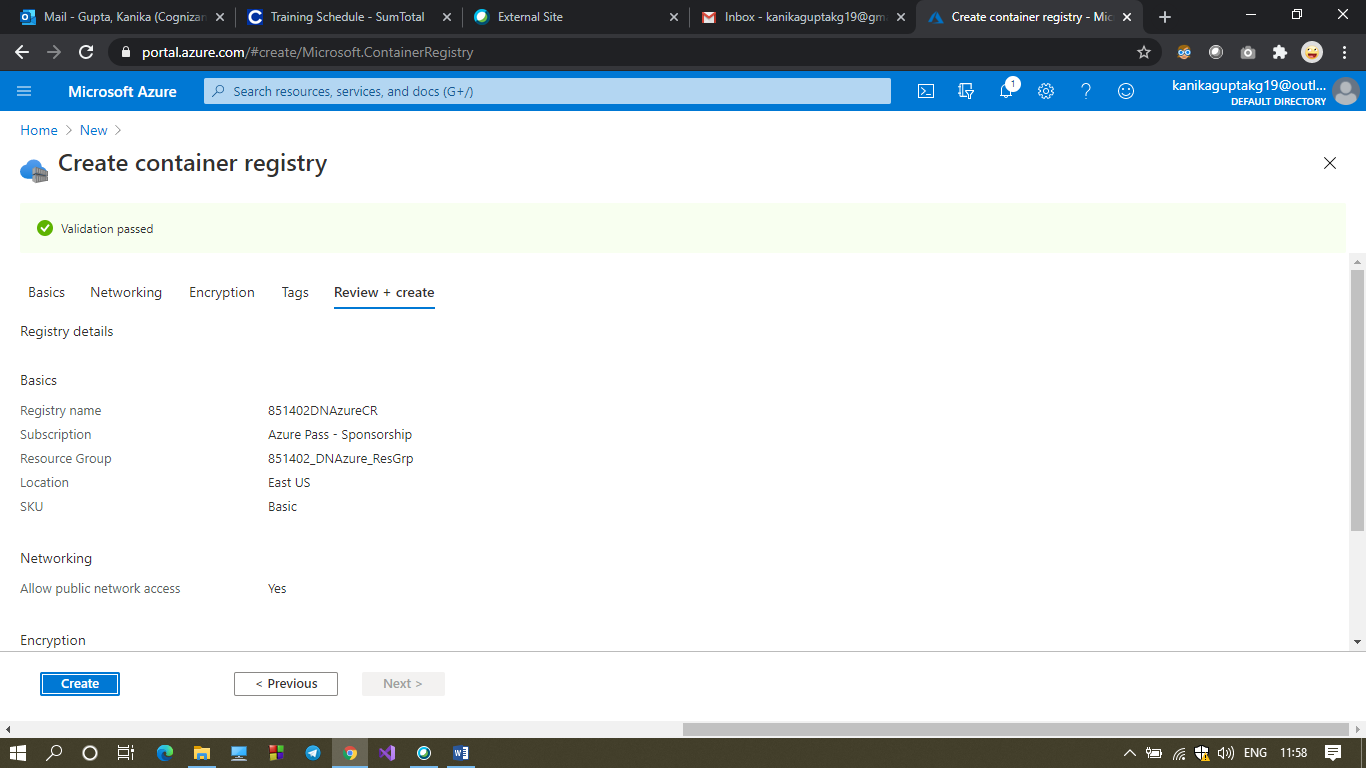 Mail - Gupta, Kanika (Cognizan
Training Schedule - SumTotal
External Site
Inbox - kanikaguptakg19@gm
Create container registry - Mic
portal.azure.com/#create/Microsoft.ContainerRegistry
Microsoft Azure
Search resources, services, and docs (G+/)
1
kanikaguptakg19@outl...
DEFAULT DIRECTORY
Home > New >
Create container registry
Validation passed
Basics Networking Encryption Tags Review + create
Registry details
Basics
Registry name 851402DNAzureCR
Subscription Azure Pass - Sponsorship
Resource Group 851402_DNAzure_ResGrp
Location East US
SKU Basic
Networking
Allow public network access Yes
Encryption
Create < Previous Next >
ENG 11:58